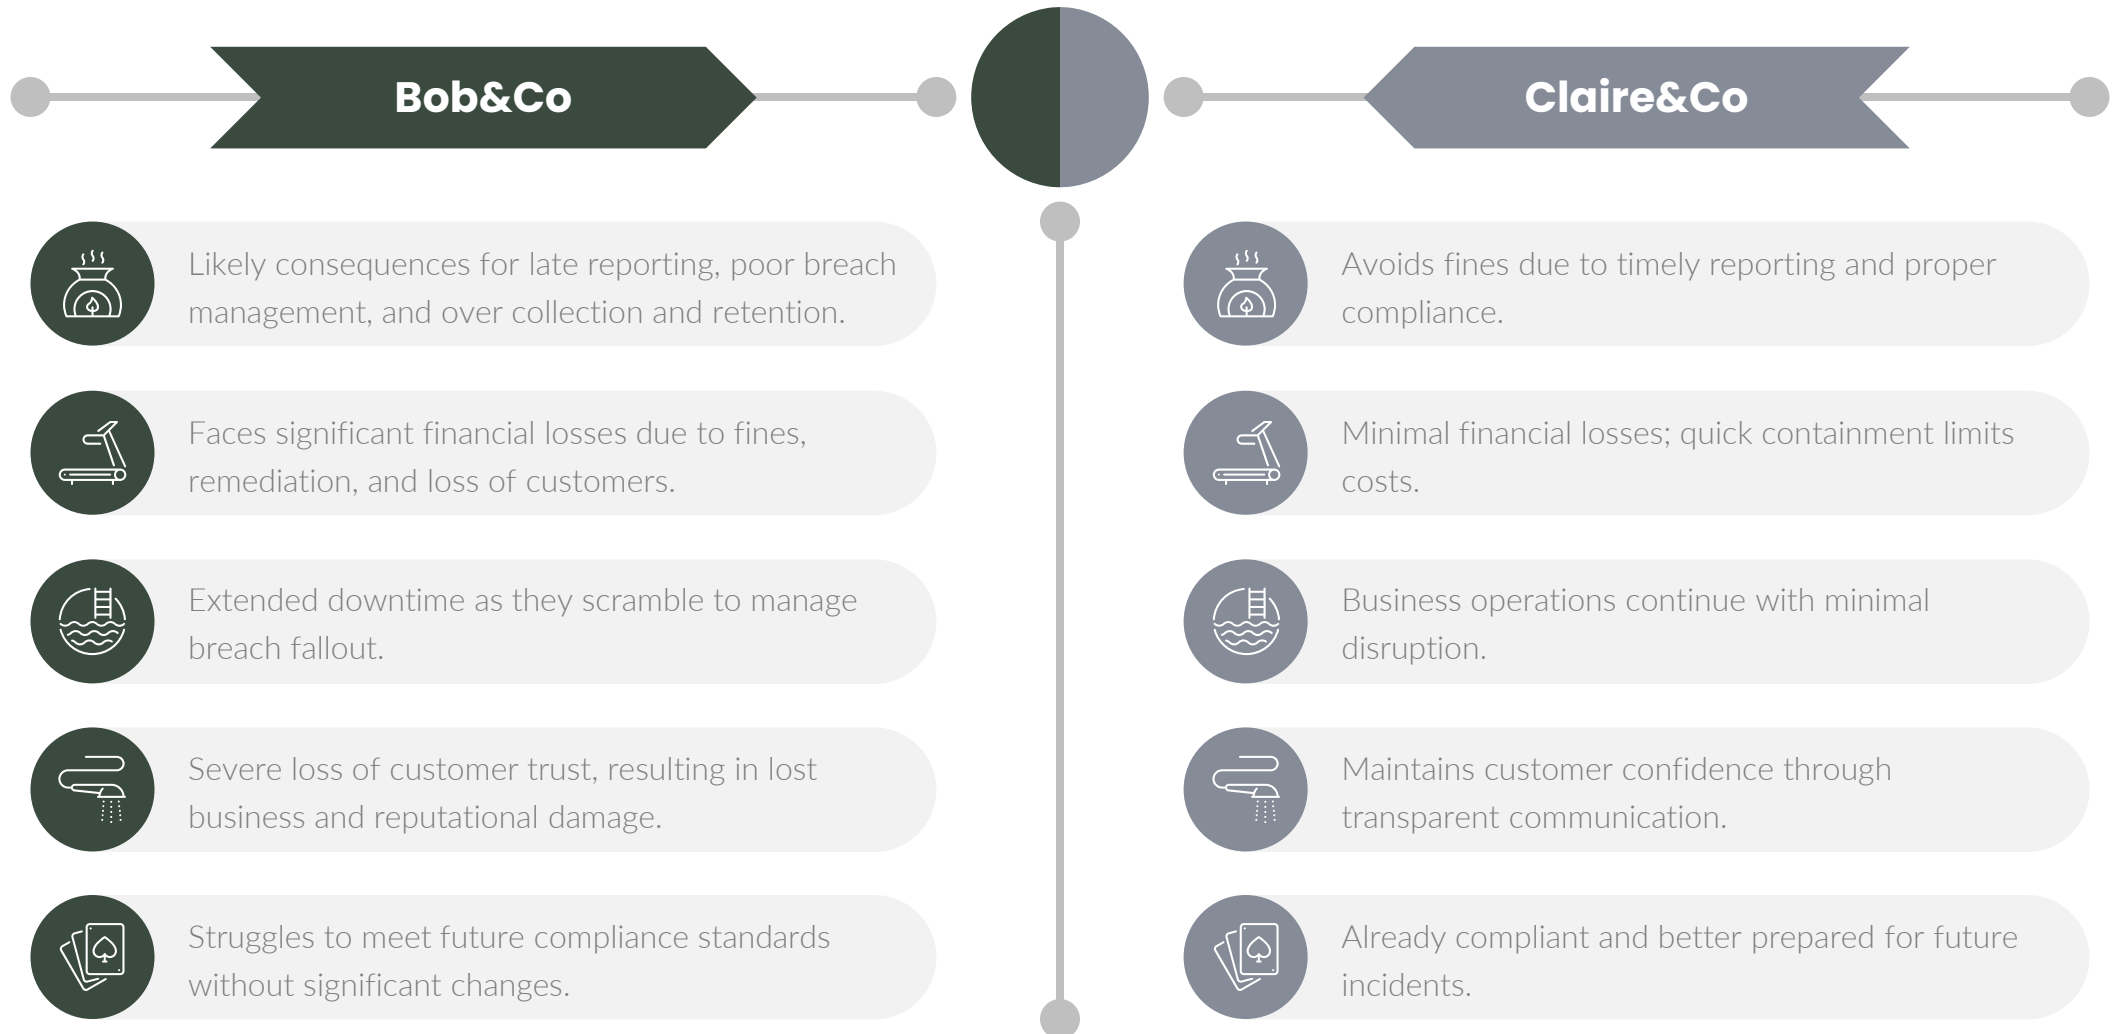 Bob&Co
Claire&Co
Likely consequences for late reporting, poor breach
management, and over collection and retention.
Faces significant financial losses due to fines,
remediation, and loss of customers.
Extended downtime as they scramble to manage
breach fallout.
Severe loss of customer trust, resulting in lost
business and reputational damage.
Struggles to meet future compliance standards
without significant changes.
Avoids fines due to timely reporting and proper
compliance.
Minimal financial losses; quick containment limits
costs.
Business operations continue with minimal
disruption.
Maintains customer confidence through
transparent communication.
Already compliant and better prepared for future
incidents.